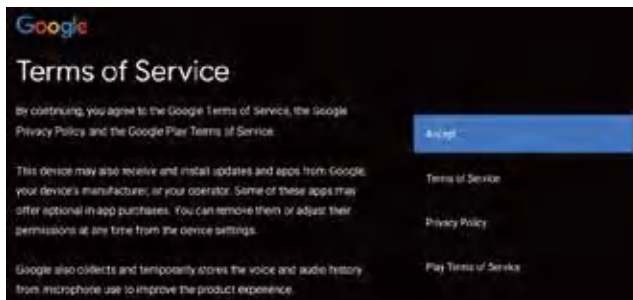 Google
Terms of Service
By continuing, you agree to the Google Terms of Service, the Google
Privacy Policy and the Google Play Terms of Service.
This device may also receive and install updates and apps from Google,
your device's manufacturer, or your operator. Some of these apps may
offer optional in app purchases. You can remove them or adjust their
permissions at any time from the device settings.
Google also collects and temporarily stores the voice and audio history
from microphone use to improve the product experience.
Accept
Terms of Service
Privacy Policy
Play Terms of Service